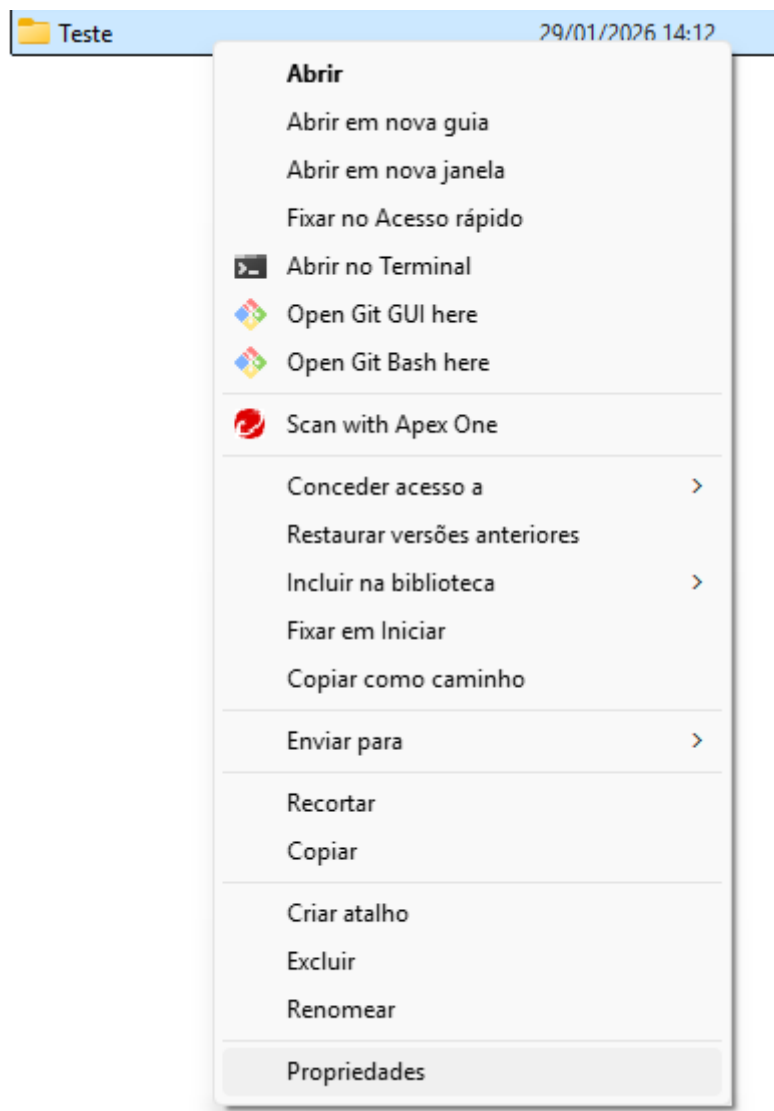 Teste 29/01/2026 14:12
Abrir
Abrir em nova guia
Abrir em nova janela
Fixar no Acesso rápido
Abrir no Terminal
Open Git GUI here
Open Git Bash here
Scan with Apex One
Conceder acesso a
Restaurar versões anteriores
Incluir na biblioteca
Fixar em Iniciar
Copiar como caminho
Enviar para
Recortar
Copiar
Criar atalho
Excluir
Renomear
Propriedades